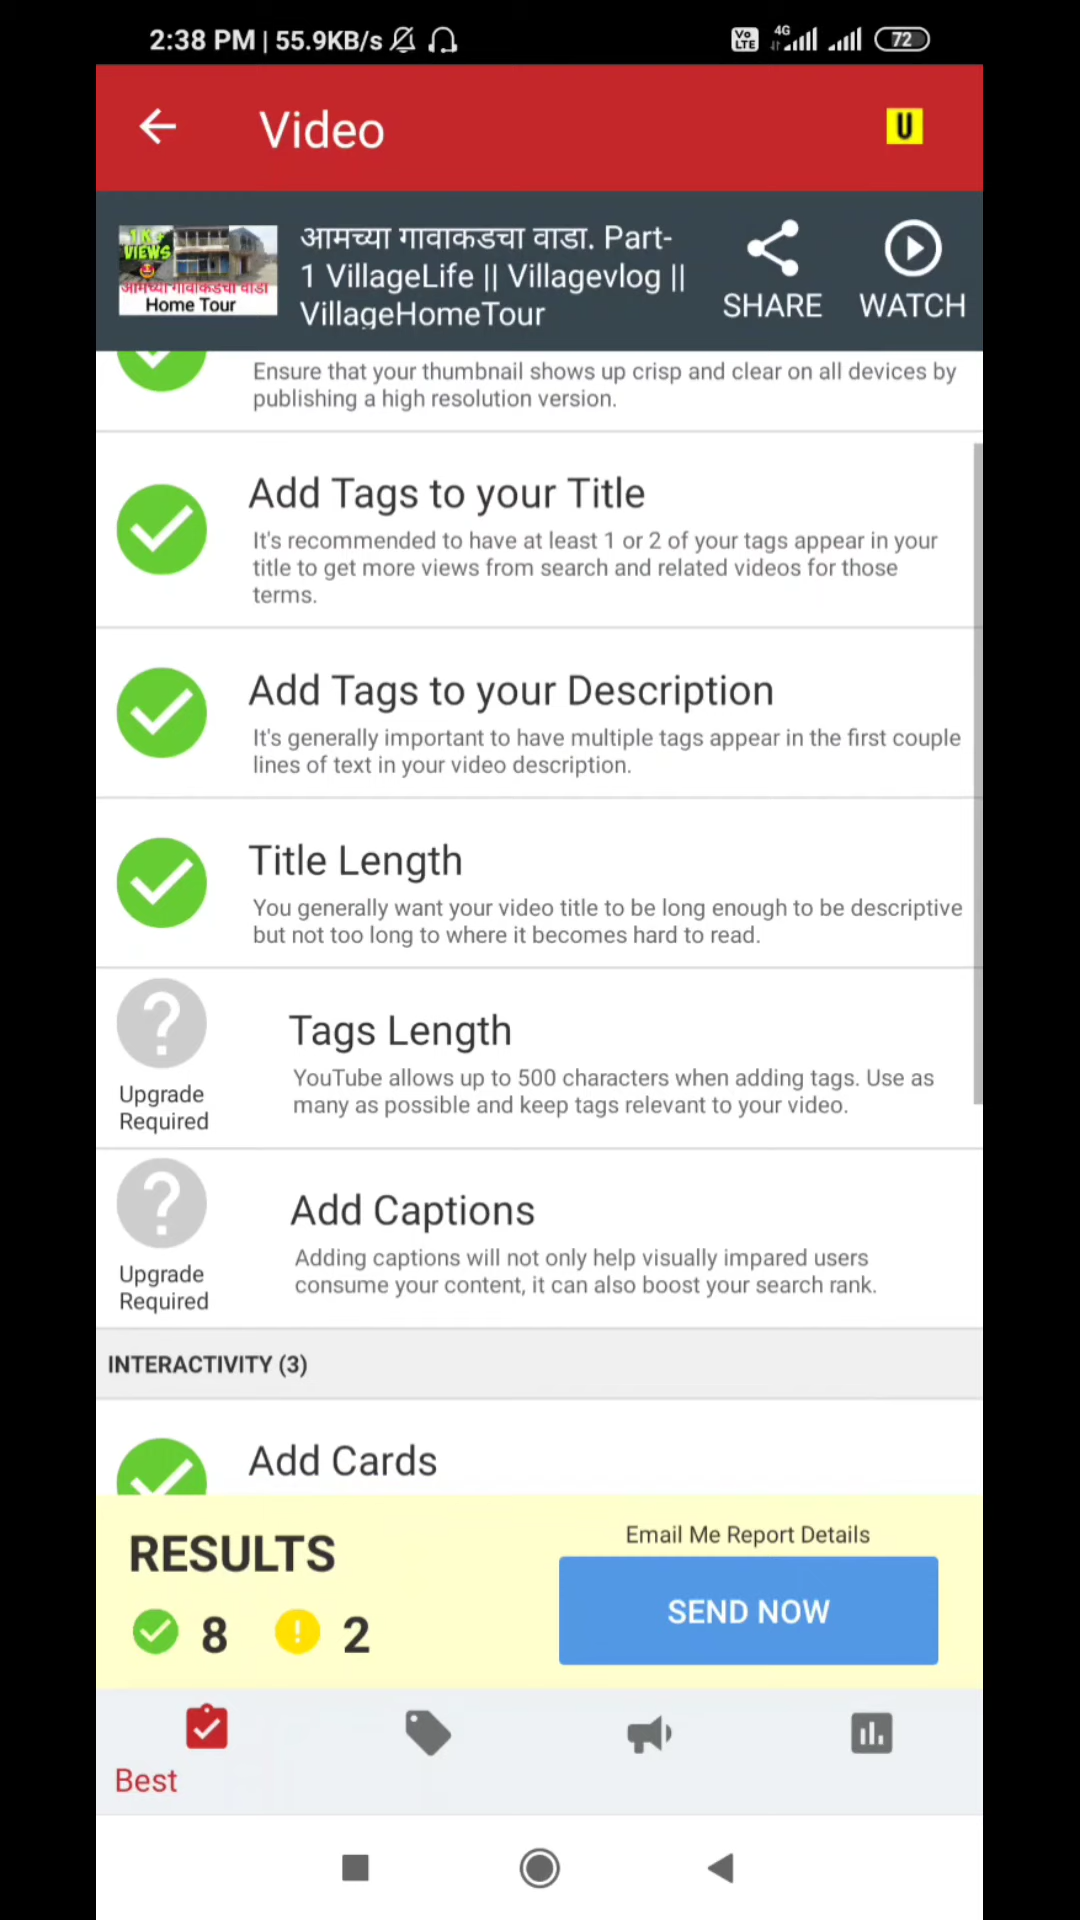 2:38 PM | 55.9KB/s
Vo LTE 4G 72
Video
U
1K+
VIEWS
आमच्या गावाकडचा वाडा
Home Tour
आमच्या गावाकडचा वाडा. Part-
1 VillageLife || Villagevlog ||
VillageHomeTour
SHARE
WATCH
Ensure that your thumbnail shows up crisp and clear on all devices by
publishing a high resolution version.
Add Tags to your Title
It's recommended to have at least 1 or 2 of your tags appear in your
title to get more views from search and related videos for those
terms.
Add Tags to your Description
It's generally important to have multiple tags appear in the first couple
lines of text in your video description.
Title Length
You generally want your video title to be long enough to be descriptive
but not too long to where it becomes hard to read.
Upgrade
Required
Tags Length
YouTube allows up to 500 characters when adding tags. Use as
many as possible and keep tags relevant to your video.
Upgrade
Required
Add Captions
Adding captions will not only help visually impared users
consume your content, it can also boost your search rank.
INTERACTIVITY (3)
Add Cards
RESULTS
8 2
Email Me Report Details
SEND NOW
Best